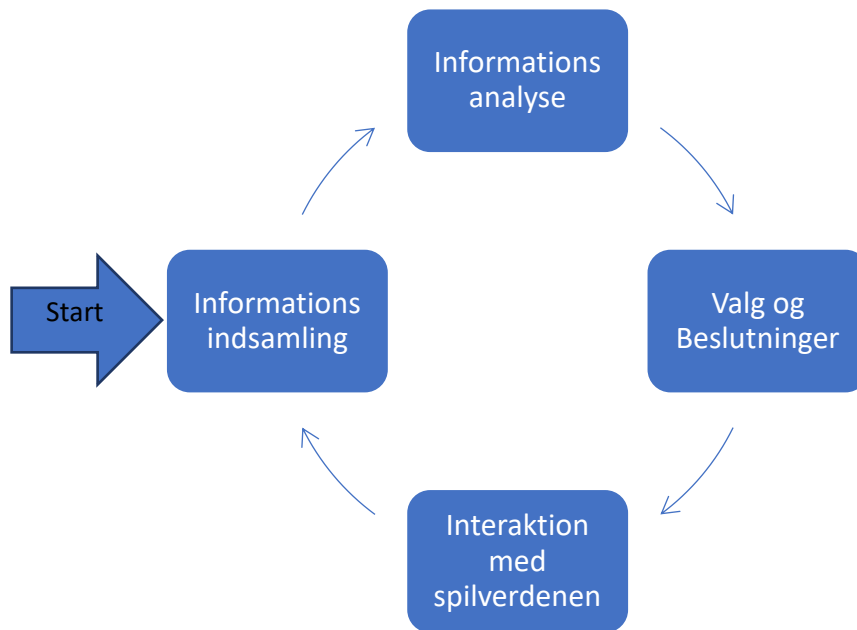 Start
Informations
indsamling
Informations
analyse
Valg og
Beslutninger
Interaktion
med
spilverdenen